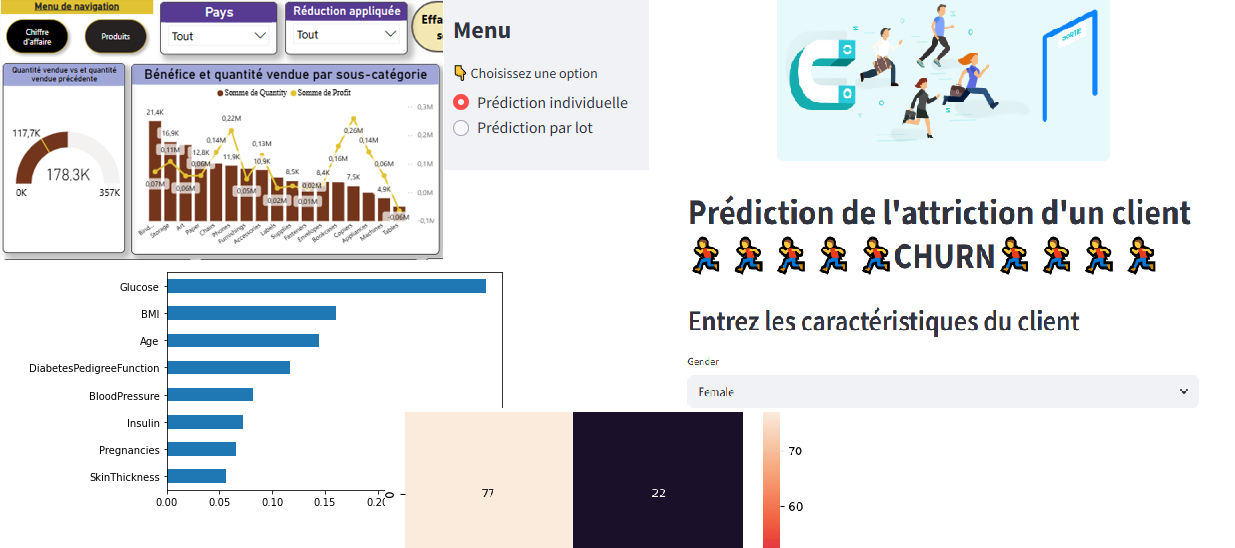 Menu de navigation
Chiffre
d'affaire
Produits
Pays
Tout
Réduction appliquée
Tout
Effa
se
Quantité vendue vs et quantité
vendue précédente
117,7K
178,3K
0K
357K
Bénéfice et quantité vendue par sous-catégorie
Somme de Quantity
Somme de Profit
21,4K
16,9K
12,8K
11,9K
10,9K
8,5K
8,4K
7,5K
4,9K
0,07M
0,11M
0,06M
0,06M
0,14M
0,22M
0,05M
0,13M
0,02M
0,02M
0,01M
0,16M
0,26M
0,14M
0,06M
-0,06M
0,3M
0,2M
0,1M
0,0M
-0,1M
Bind...
Storage
Art
Paper
Chairs
Phones
Furnishings
Accessories
Labels
Supplies
Fasteners
Envelopes
Bookcases
Copiers
Appliances
Machines
Tables
Menu
Choisissez une option
Prédiction individuelle
Prédiction par lot
SORTIE
Prédiction de l'attriction d'un client
CHURN
Entrez les caractéristiques du client
Gender
Female
Glucose
BMI
Age
DiabetesPedigreeFunction
BloodPressure
Insulin
Pregnancies
SkinThickness
0.00
0.05
0.10
0.15
0
77
22
70
60